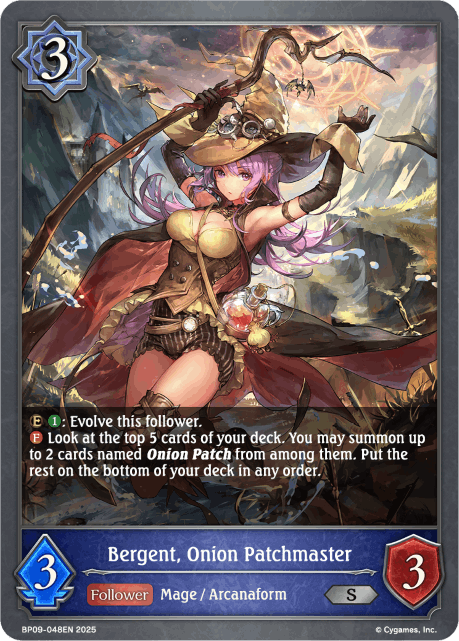 3
E 1: Evolve this follower.
F Look at the top 5 cards of your deck. You may summon up
to 2 cards named Onion Patch from among them. Put the
rest on the bottom of your deck in any order.
Bergent, Onion Patchmaster
3
Follower
Mage / Arcanaform
S
3
BP09-048EN 2025
© Cygames, Inc.